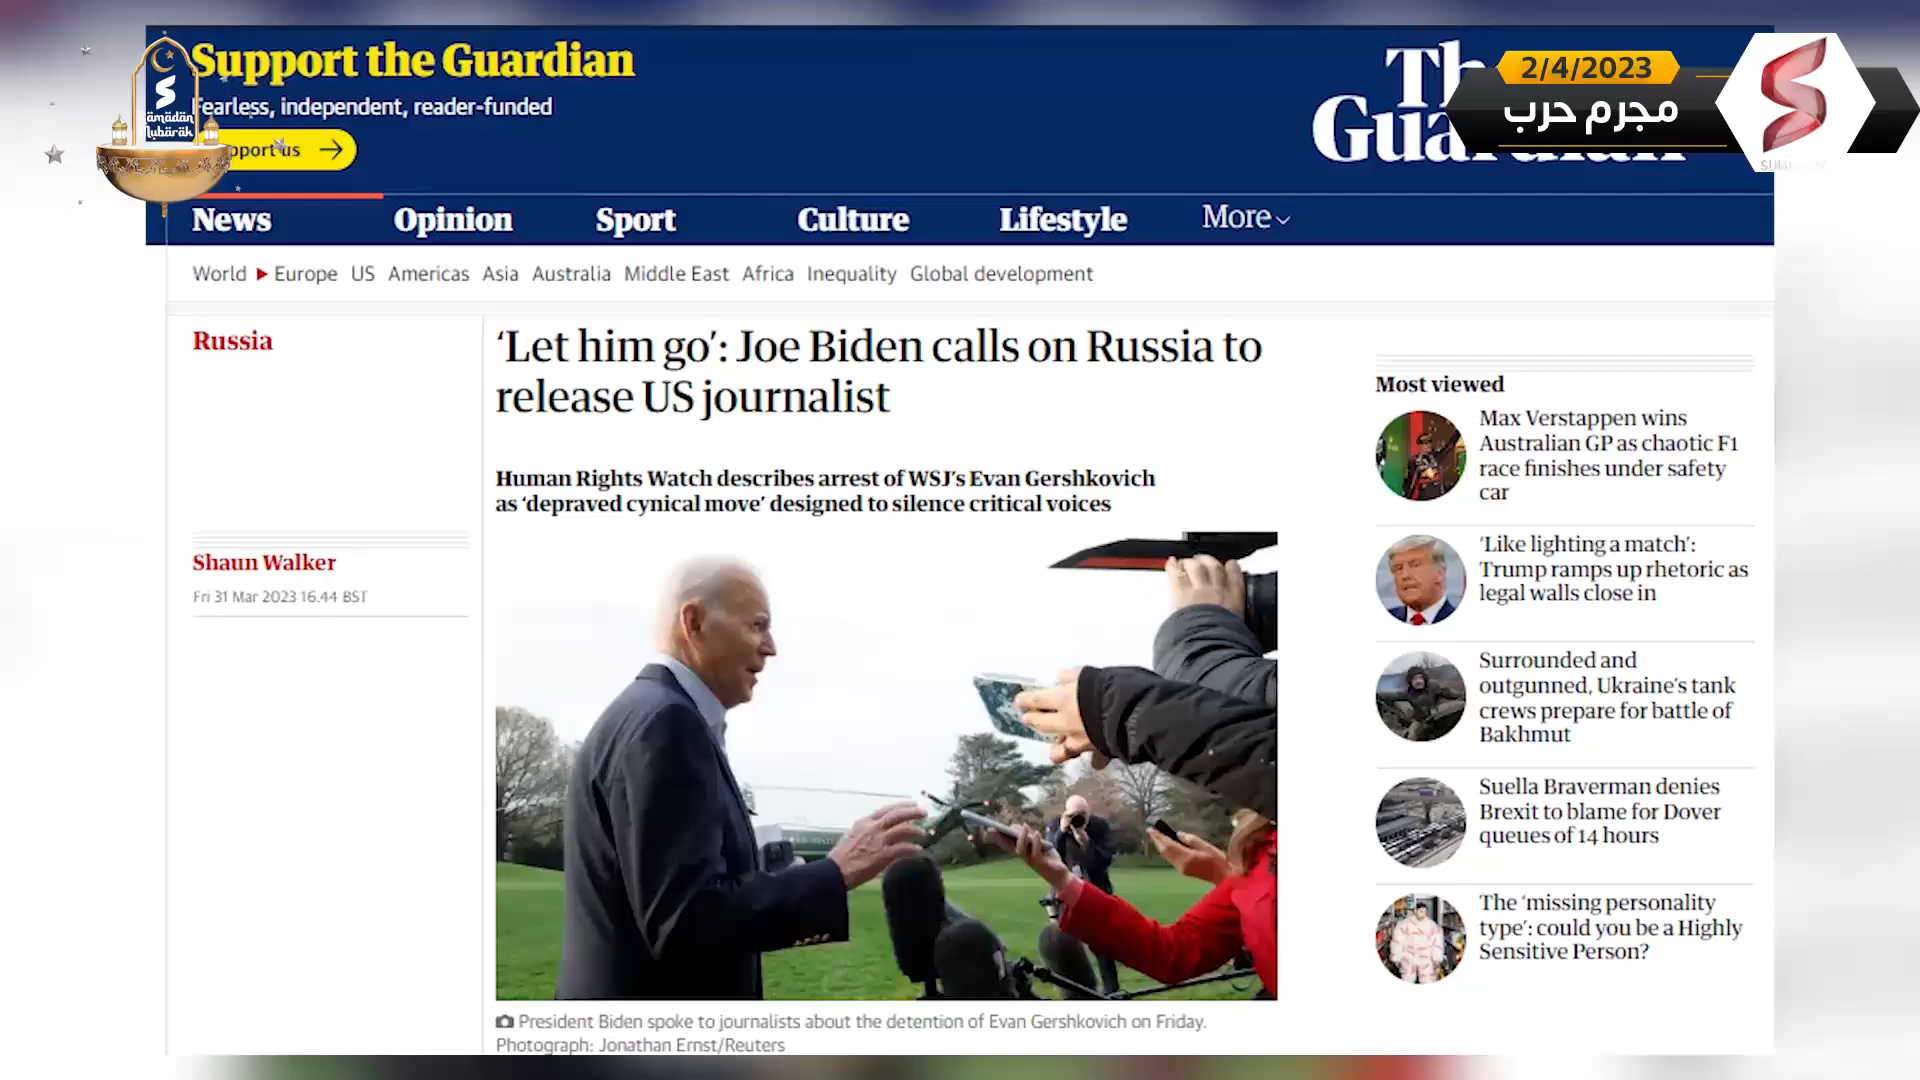 Support the Guardian
Fearless, independent, reader-funded
Support us
The
Guardian
2/4/2023
مجرم حرب
Ramadan
Mubarak
News
Opinion
Sport
Culture
Lifestyle
More
World
Europe
US
Americas
Asia
Australia
Middle East
Africa
Inequality
Global development
Russia
‘Let him go’: Joe Biden calls on Russia to
release US journalist
Human Rights Watch describes arrest of WSJ’s Evan Gershkovich
as ‘depraved cynical move’ designed to silence critical voices
Shaun Walker
Fri 31 Mar 2023 16.44 BST
President Biden spoke to journalists about the detention of Evan Gershkovich on Friday.
Photograph: Jonathan Ernst/Reuters
Most viewed
Max Verstappen wins
Australian GP as chaotic F1
race finishes under safety
car
‘Like lighting a match’:
Trump ramps up rhetoric as
legal walls close in
Surrounded and
outgunned, Ukraine’s tank
crews prepare for battle of
Bakhmut
Suella Braverman denies
Brexit to blame for Dover
queues of 14 hours
The ‘missing personality
type’: could you be a Highly
Sensitive Person?